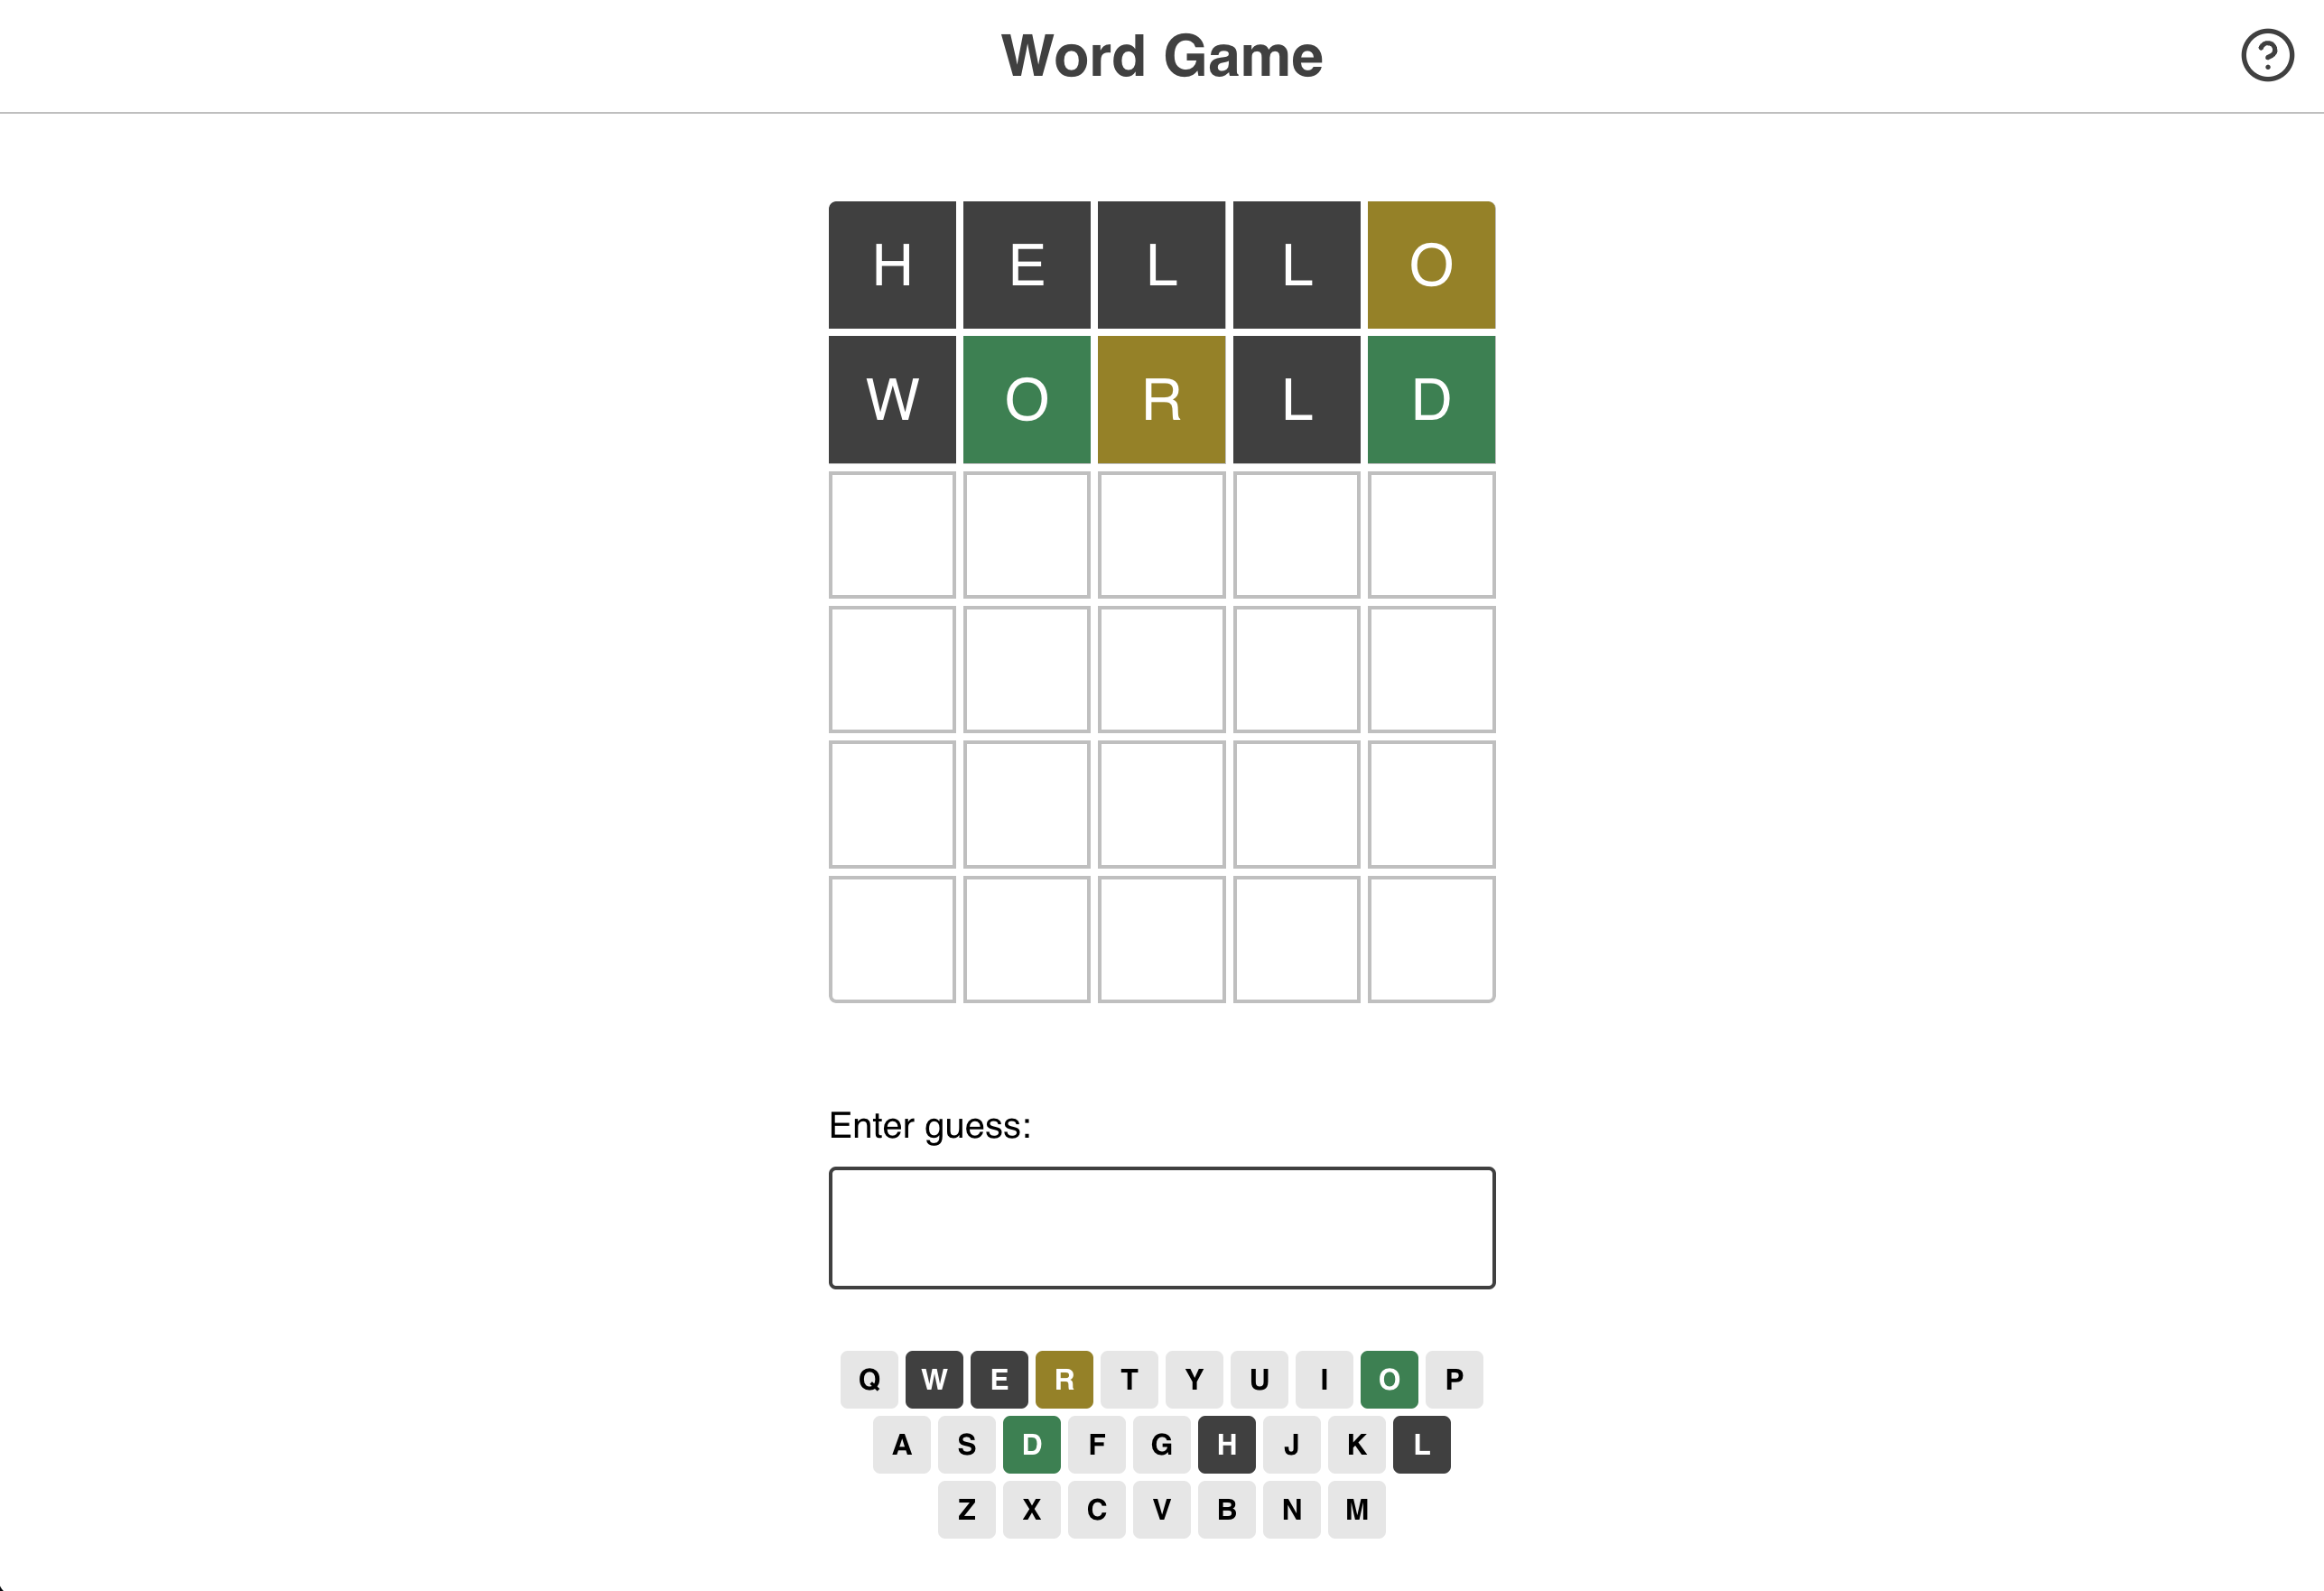 Word Game
H E L L O
W O R L D
Enter guess:
Q W E R T Y U I O P
A S D F G H J K L
Z X C V B N M